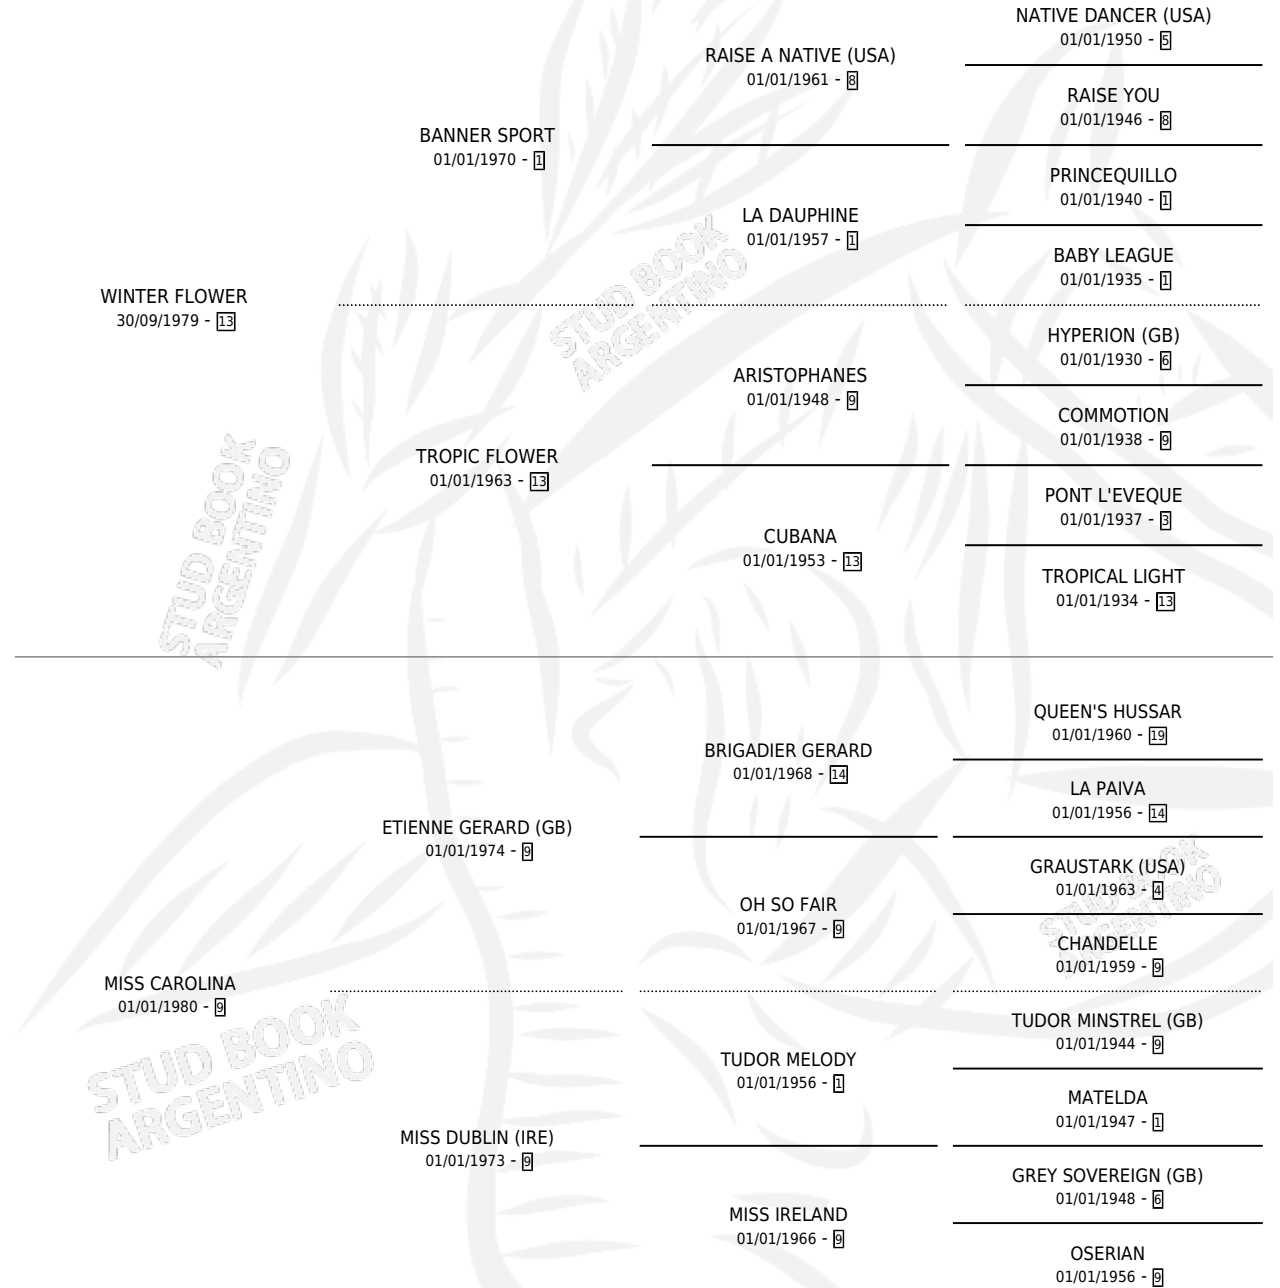 NATIVE DANCER (USA)
01/01/1950 - 5
RAISE A NATIVE (USA)
01/01/1961 - 8
RAISE YOU
01/01/1946 - 8
BANNER SPORT
01/01/1970 - 1
PRINCEQUILLO
01/01/1940 - 1
LA DAUPHINE
01/01/1957 - 1
BABY LEAGUE
01/01/1935 - 1
WINTER FLOWER
30/09/1979 - 13
HYPERION (GB)
01/01/1930 - 6
ARISTOPHANES
01/01/1948 - 9
COMMOTION
01/01/1938 - 9
TROPIC FLOWER
01/01/1963 - 13
PONT L'EVEQUE
01/01/1937 - 3
CUBANA
01/01/1953 - 13
TROPICAL LIGHT
01/01/1934 - 13
QUEEN'S HUSSAR
01/01/1960 - 19
BRIGADIER GERARD
01/01/1968 - 14
LA PAIVA
01/01/1956 - 14
ETIENNE GERARD (GB)
01/01/1974 - 9
GRAUSTARK (USA)
01/01/1963 - 4
OH SO FAIR
01/01/1967 - 9
CHANDELLE
01/01/1959 - 9
MISS CAROLINA
01/01/1980 - 9
TUDOR MINSTREL (GB)
01/01/1944 - 9
TUDOR MELODY
01/01/1956 - 1
MATELDA
01/01/1947 - 1
MISS DUBLIN (IRE)
01/01/1973 - 9
GREY SOVEREIGN (GB)
01/01/1948 - 6
MISS IRELAND
01/01/1966 - 9
OSERIAN
01/01/1956 - 9
STUD BOOK
ARGENTINO
STUD BOOK
ARGENTINO
STUD BOOK
ARGENTINO
STUD BOOK
ARGENTINO